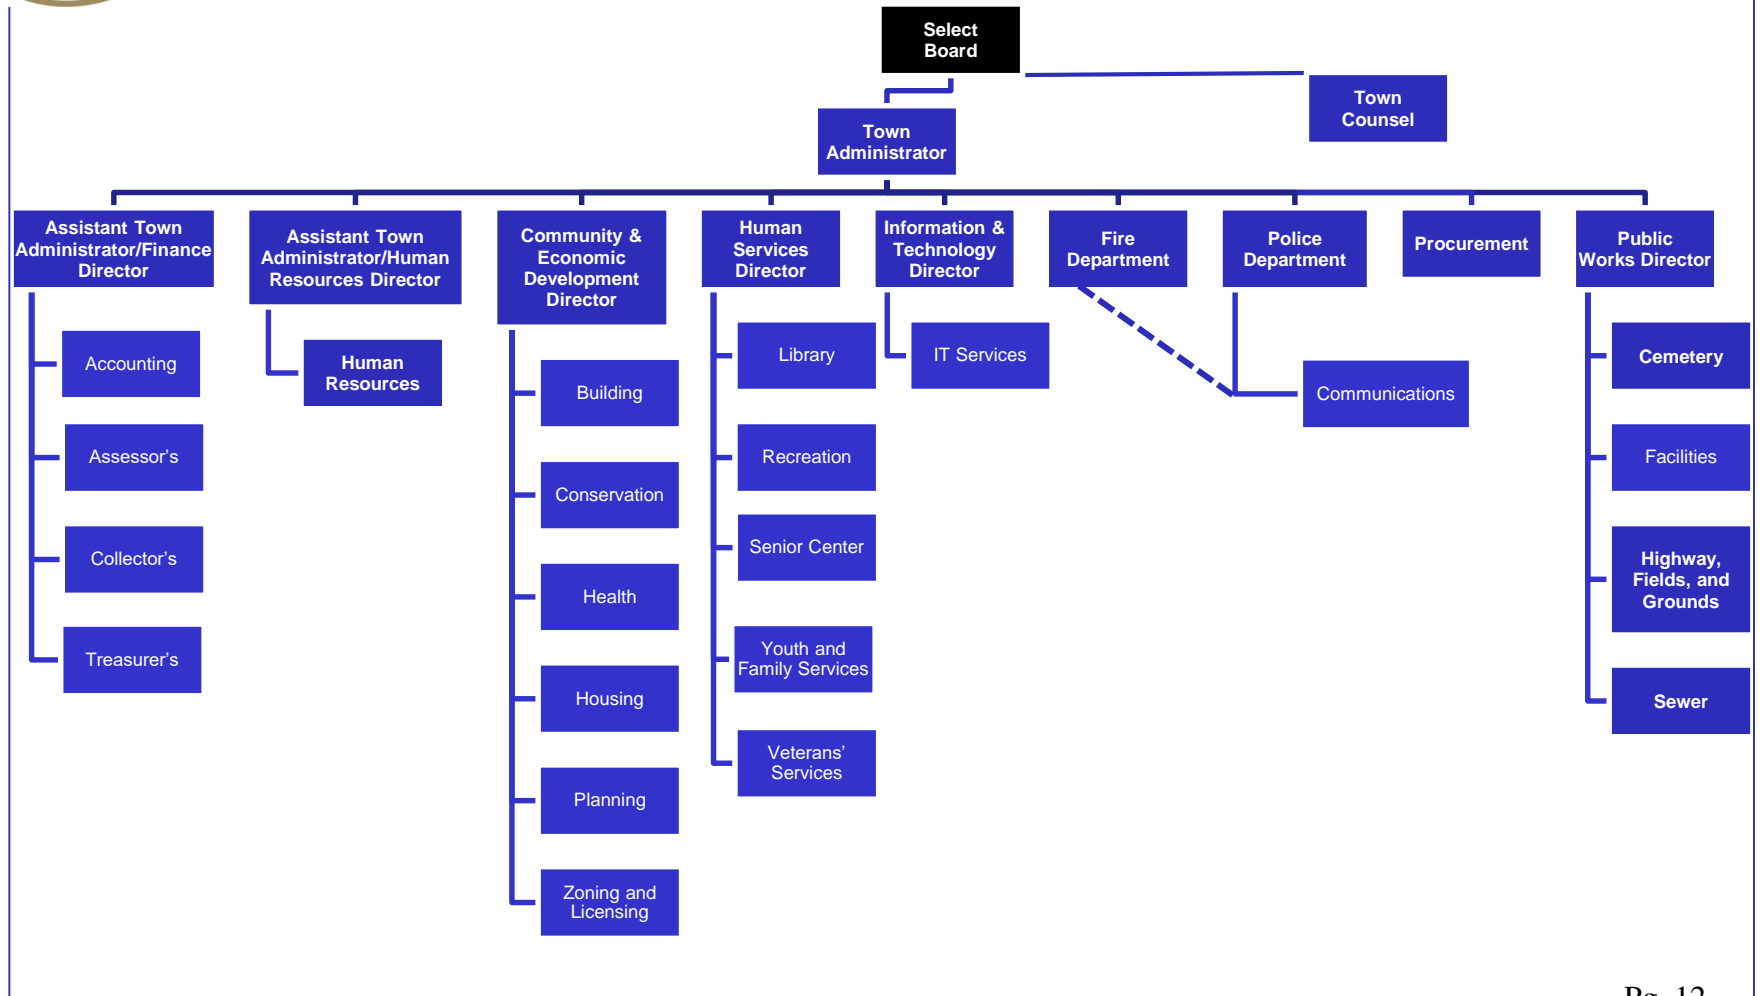 Select
Board
Town
Counsel
Town
Administrator
Assistant Town
Administrator/Finance
Director
Assistant Town
Administrator/Human
Resources Director
Community &
Economic
Development
Director
Human
Services
Director
Information &
Technology
Director
Fire
Department
Police
Department
Procurement
Public
Works Director
Accounting
Assessor’s
Collector’s
Treasurer’s
Human
Resources
Building
Conservation
Health
Housing
Planning
Zoning and
Licensing
Library
Recreation
Senior Center
Youth and
Family Services
Veterans’
Services
IT Services
Communications
Cemetery
Facilities
Highway,
Fields, and
Grounds
Sewer
Pg. 12